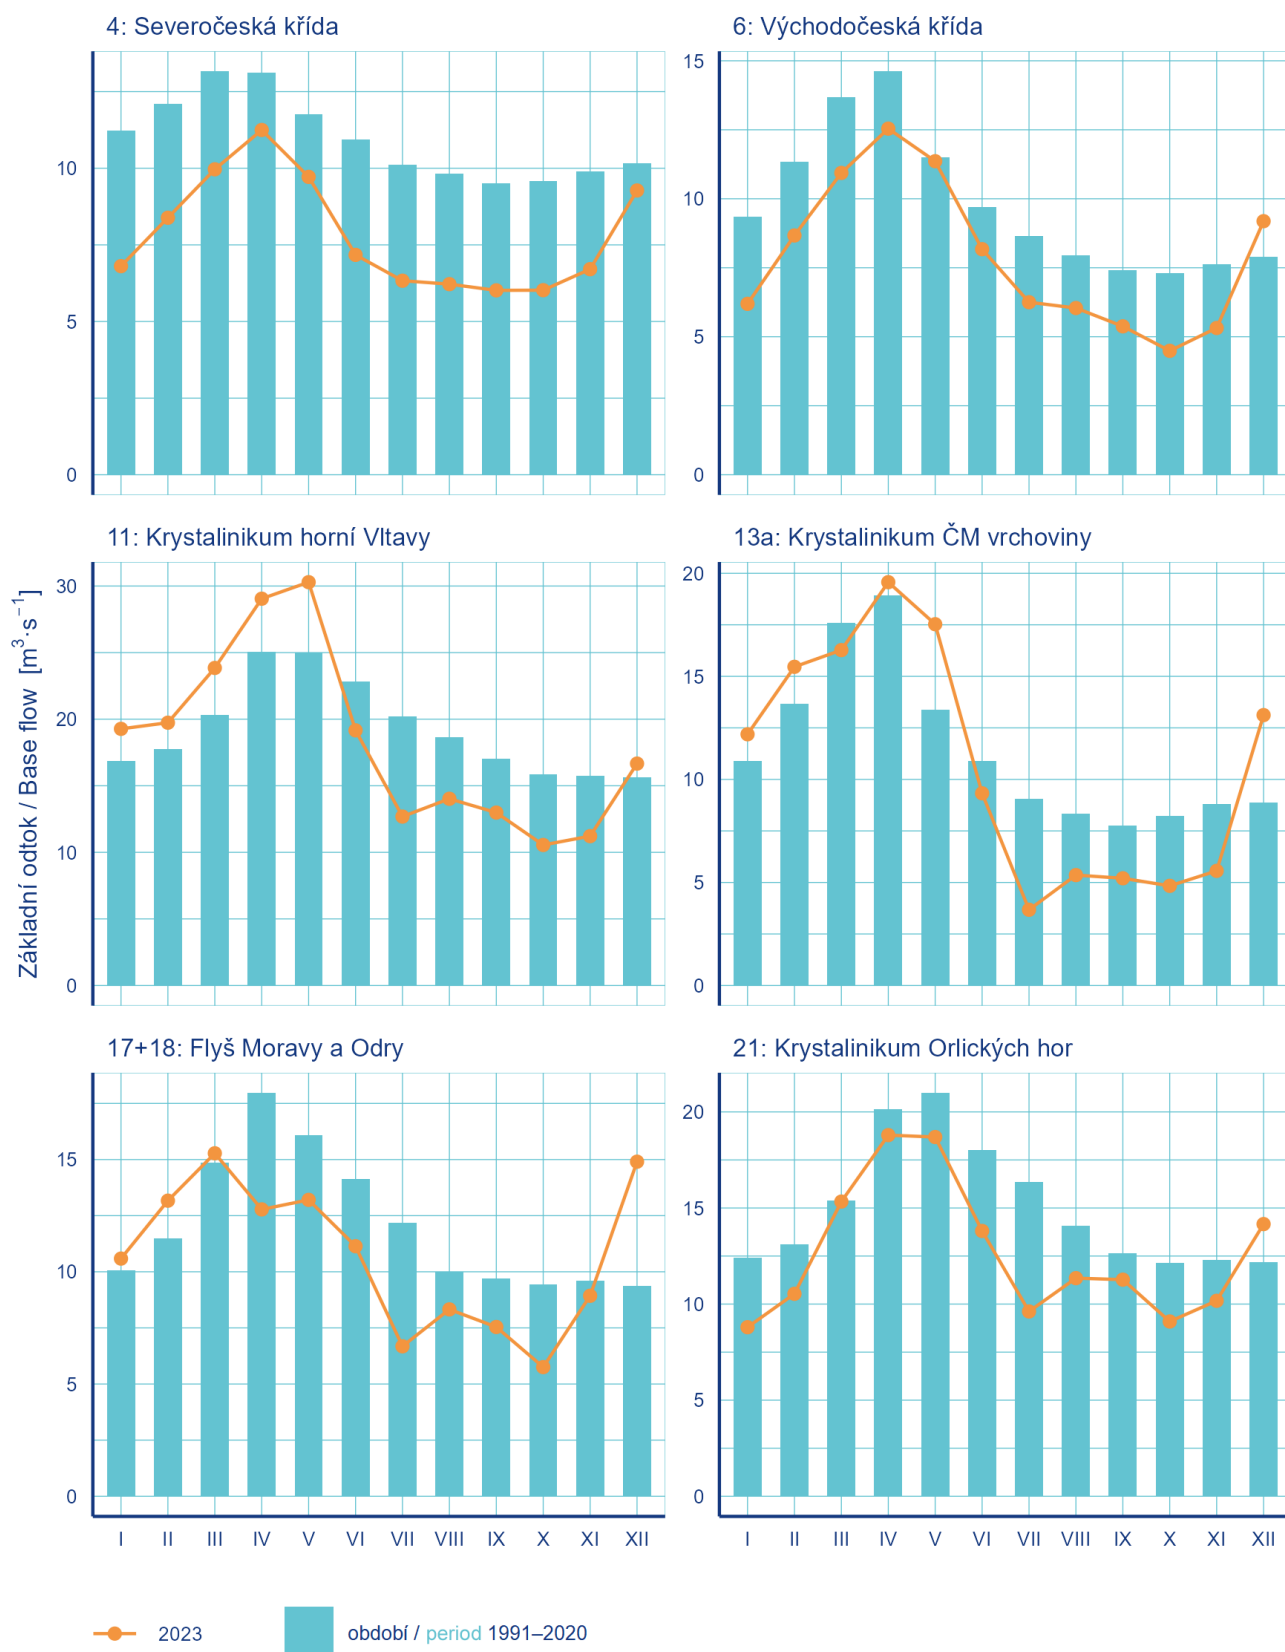 4: Severočeská křída
6: Východočeská křída
10
5
0
15
10
5
0
11: Krystalinikum horní Vltavy
13a: Krystalinikum ČM vrchoviny
Základní odtok / Base flow [m³·s⁻¹]
30
20
10
0
20
15
10
5
0
17+18: Flyš Moravy a Odry
21: Krystalinikum Orlických hor
15
10
5
0
20
15
10
5
0
I II III IV V VI VII VIII IX X XI XII
I II III IV V VI VII VIII IX X XI XII
2023
období / period 1991–2020